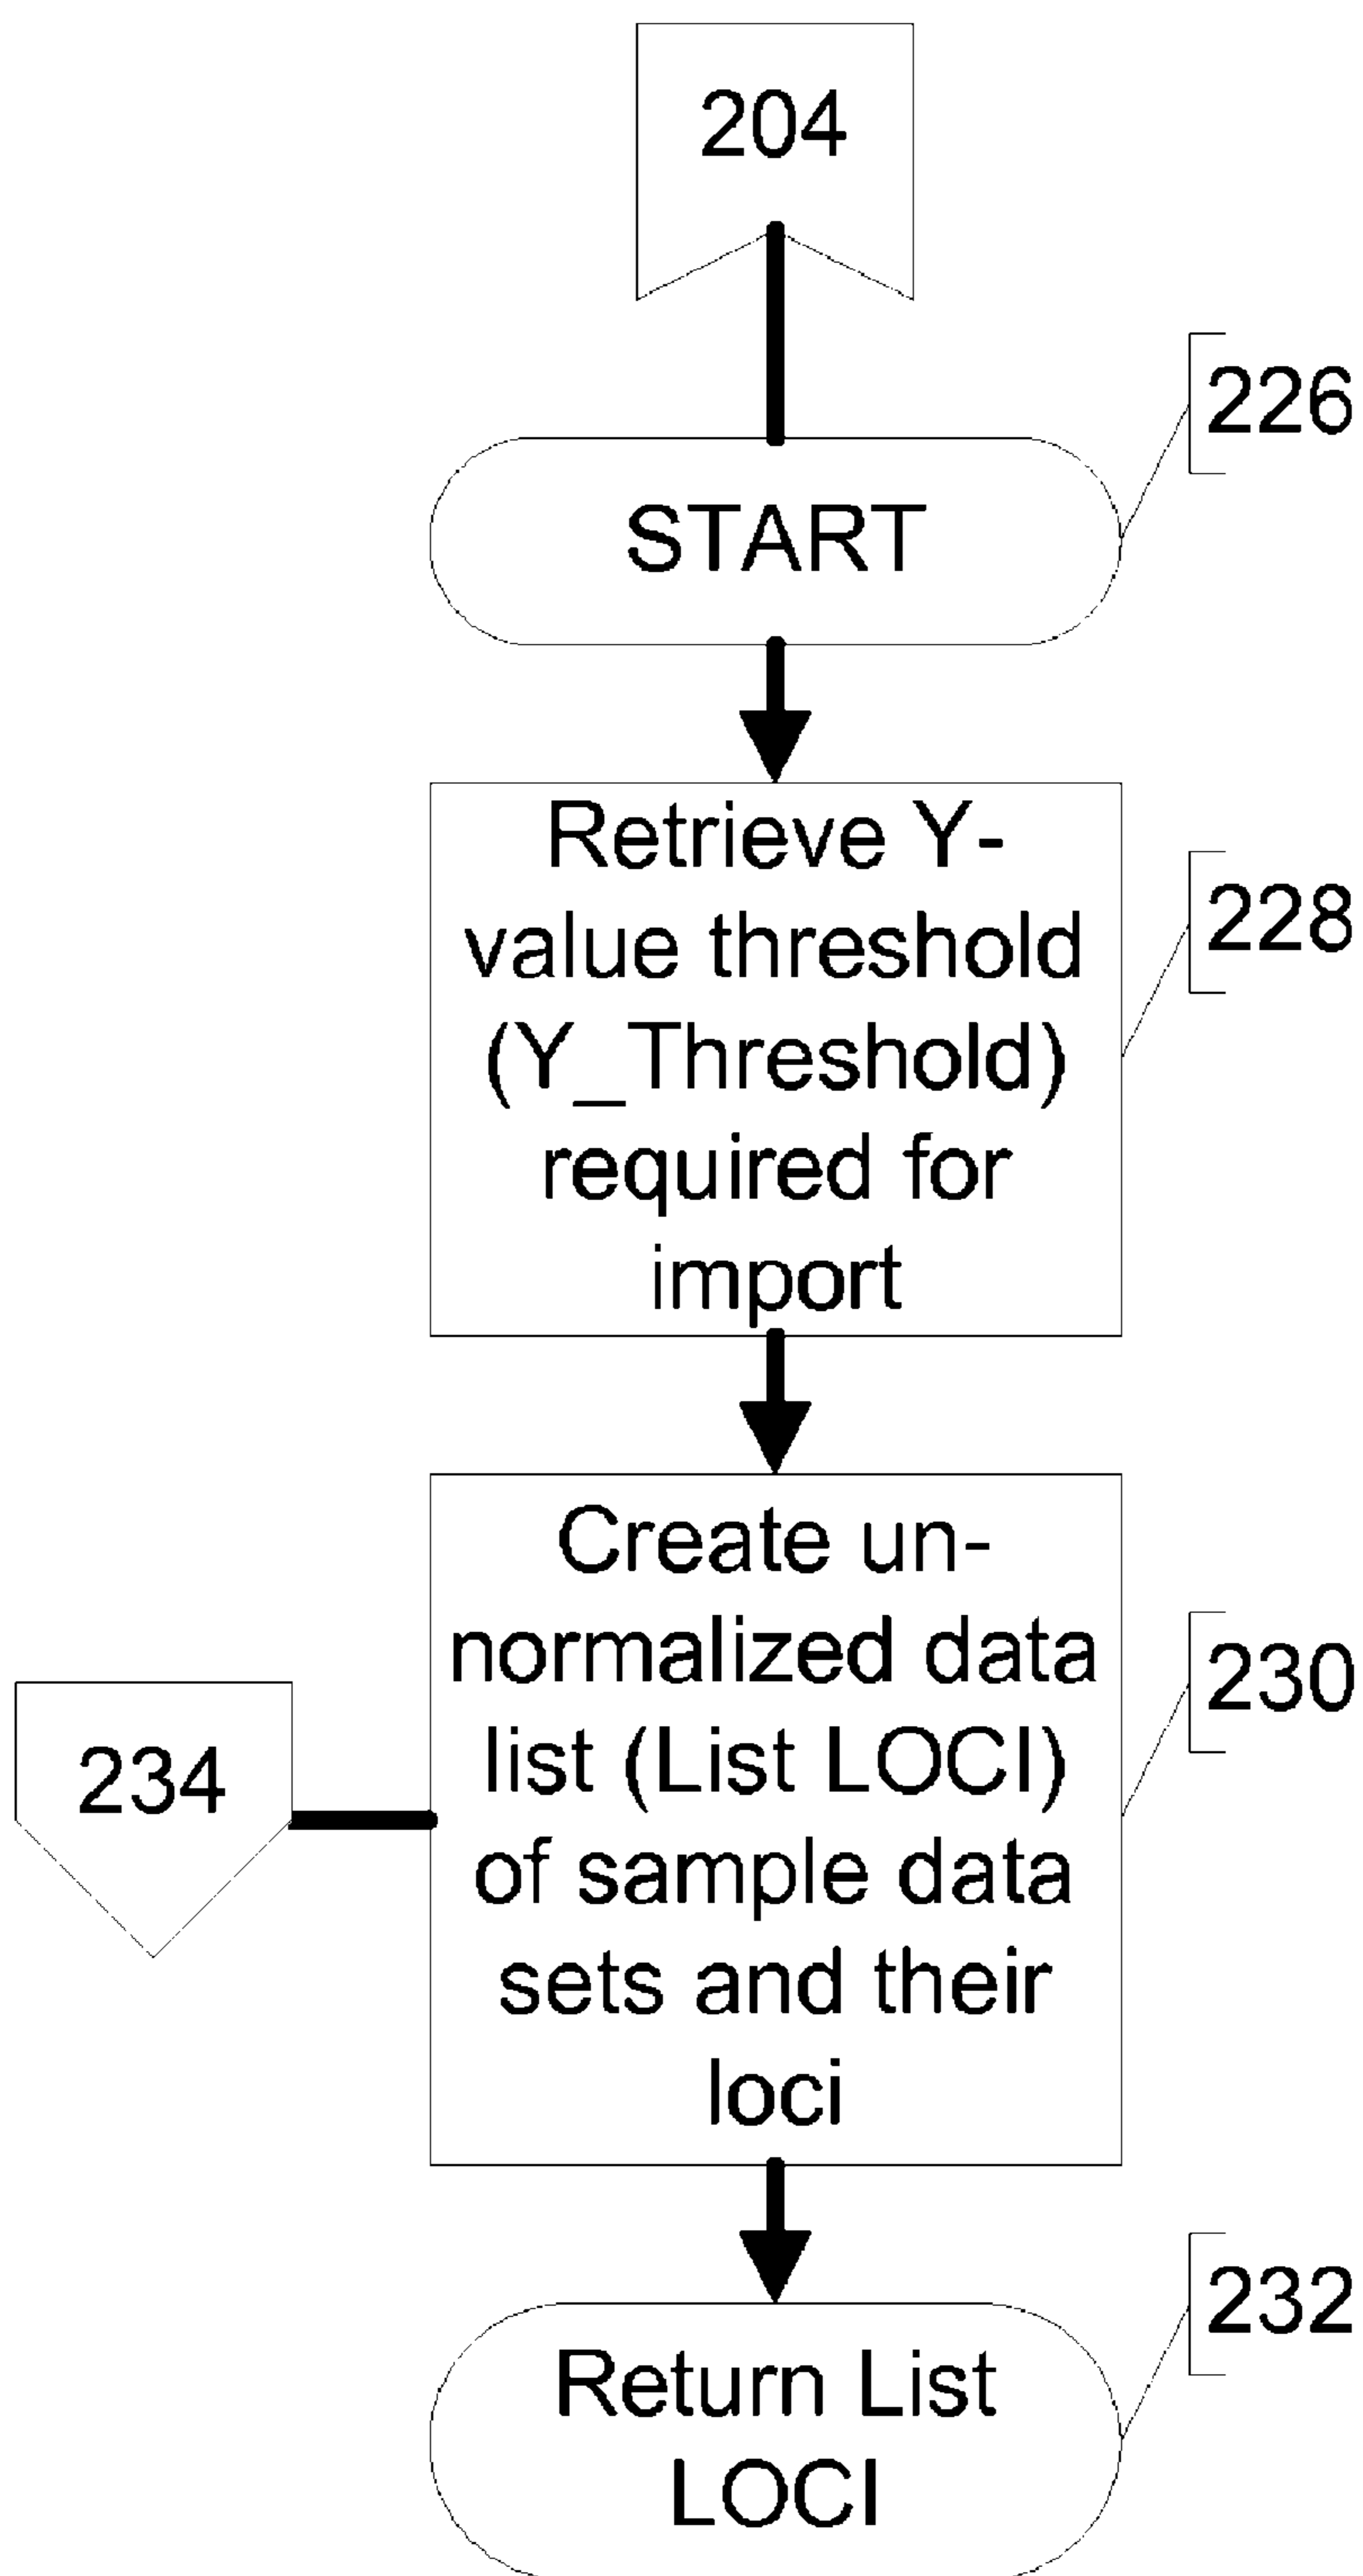 204
226
START
Retrieve Y-
value threshold
(Y_Threshold)
required for
import
228
Create un-
normalized data
list (List LOCI)
of sample data
sets and their
loci
230
234
Return List
LOCI
232